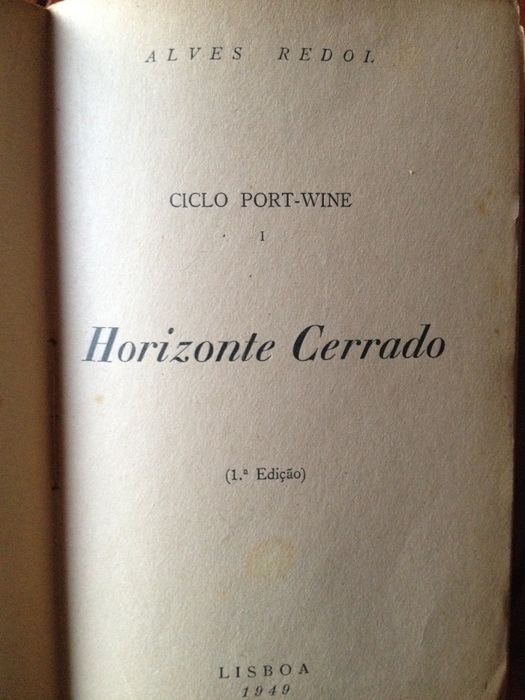 ALVES REDOL
CICLO PORT-WINE
I
Horizonte Cerrado
(1.ª Edição)
LISBOA
1949